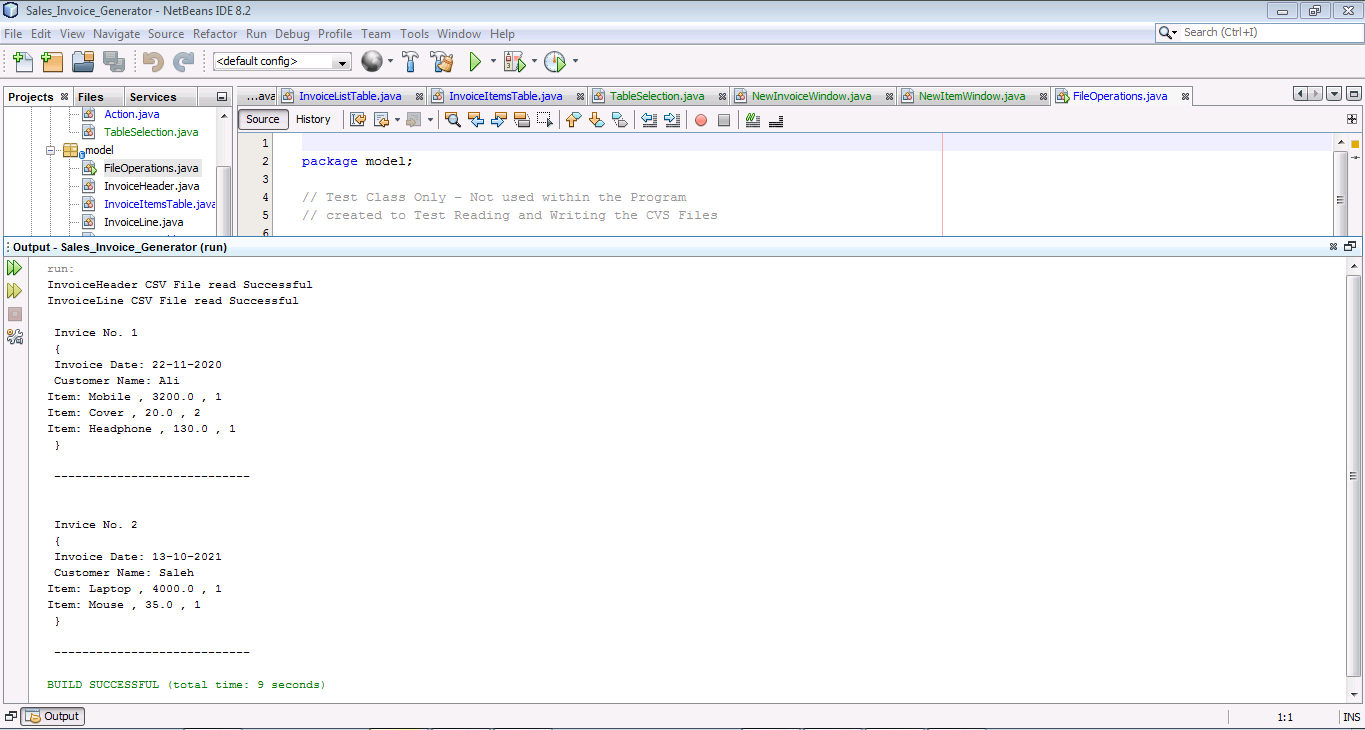 Sales_Invoice_Generator - NetBeans IDE 8.2
File Edit View Navigate Source Refactor Run Debug Profile Team Tools Window Help
Search (Ctrl+I)
<default config>
Projects Files Services
...ava InvoiceListTable.java InvoiceItemsTable.java TableSelection.java NewInvoiceWindow.java NewItemWindow.java FileOperations.java
Source History
Action.java
TableSelection.java
model
FileOperations.java
InvoiceHeader.java
InvoiceItemsTable.java
InvoiceLine.java
1
2 package model;
3
4 // Test Class Only - Not used within the Program
5 // created to Test Reading and Writing the CVS Files
6
Output - Sales_Invoice_Generator (run)
run:
InvoiceHeader CSV File read Successful
InvoiceLine CSV File read Successful
Invice No. 1
{
Invoice Date: 22-11-2020
Customer Name: Ali
Item: Mobile , 3200.0 , 1
Item: Cover , 20.0 , 2
Item: Headphone , 130.0 , 1
}
----------------------------
Invice No. 2
{
Invoice Date: 13-10-2021
Customer Name: Saleh
Item: Laptop , 4000.0 , 1
Item: Mouse , 35.0 , 1
}
----------------------------
BUILD SUCCESSFUL (total time: 9 seconds)
Output
1:1 INS